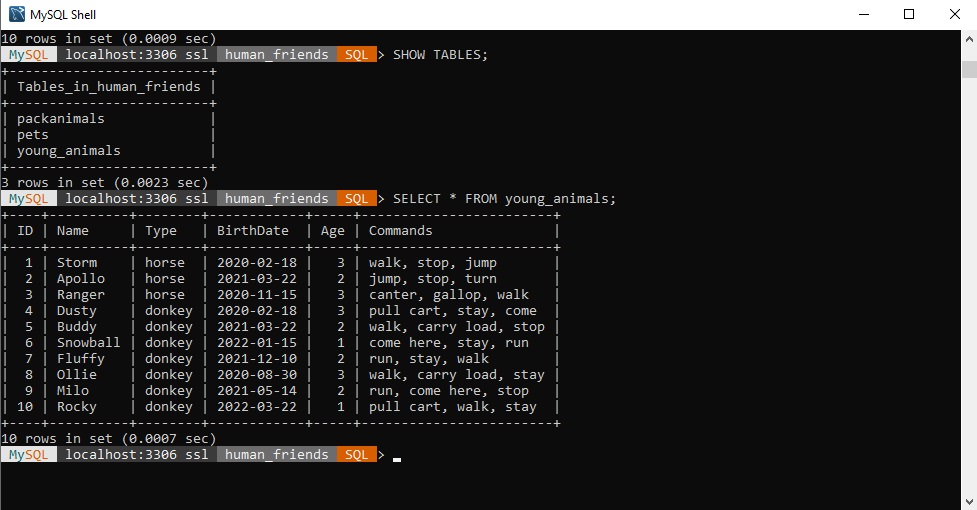 MySQL Shell
10 rows in set (0.0009 sec)
MySQL localhost:3306 ssl human_friends SQL > SHOW TABLES;
+-------------------------+
| Tables_in_human_friends |
+-------------------------+
| packanimals             |
| pets                    |
| young_animals           |
+-------------------------+
3 rows in set (0.0023 sec)
MySQL localhost:3306 ssl human_friends SQL > SELECT * FROM young_animals;
+----+----------+--------+------------+-----+------------------------+
| ID | Name     | Type   | BirthDate  | Age | Commands               |
+----+----------+--------+------------+-----+------------------------+
|  1 | Storm    | horse  | 2020-02-18 |   3 | walk, stop, jump       |
|  2 | Apollo   | horse  | 2021-03-22 |   2 | jump, stop, turn       |
|  3 | Ranger   | horse  | 2020-11-15 |   3 | canter, gallop, walk   |
|  4 | Dusty    | donkey | 2020-02-18 |   3 | pull cart, stay, come  |
|  5 | Buddy    | donkey | 2021-03-22 |   2 | walk, carry load, stop |
|  6 | Snowball | donkey | 2022-01-15 |   1 | come here, stay, run   |
|  7 | Fluffy   | donkey | 2021-12-10 |   2 | run, stay, walk        |
|  8 | Ollie    | donkey | 2020-08-30 |   3 | walk, carry load, stay |
|  9 | Milo     | donkey | 2021-05-14 |   2 | run, come here, stop   |
| 10 | Rocky    | donkey | 2022-03-22 |   1 | pull cart, walk, stay  |
+----+----------+--------+------------+-----+------------------------+
10 rows in set (0.0007 sec)
MySQL localhost:3306 ssl human_friends SQL >